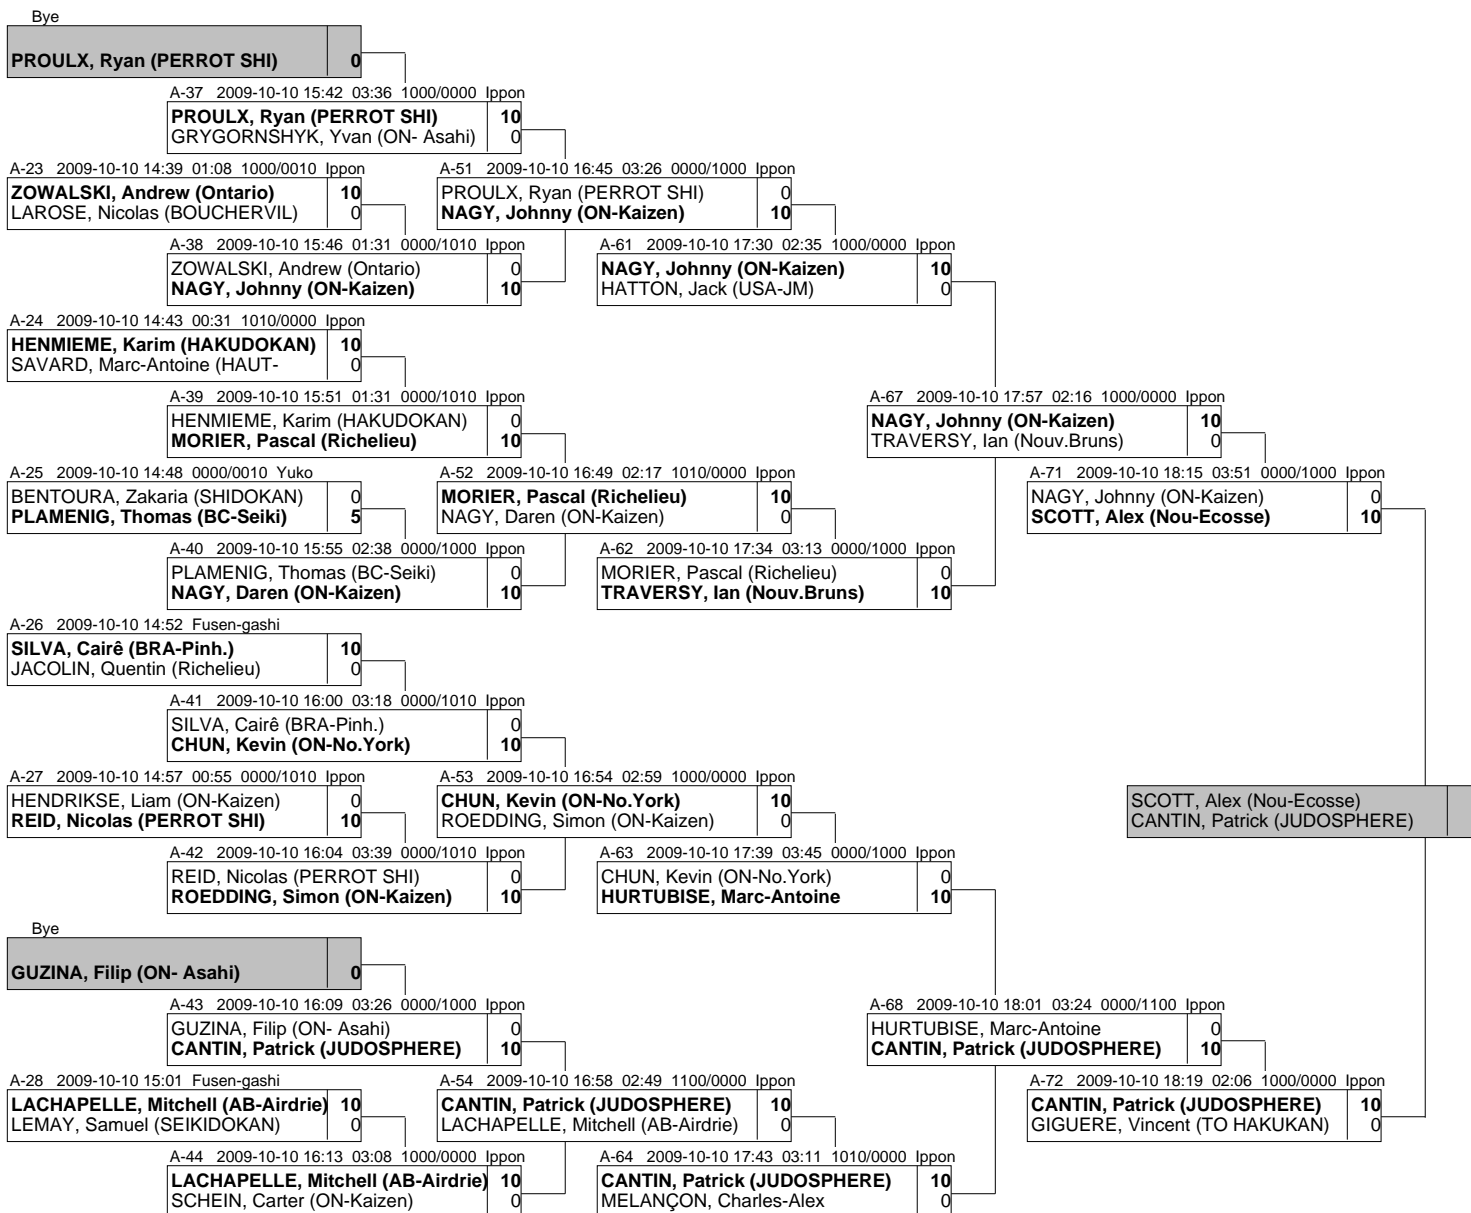 Bye
PROULX, Ryan (PERROT SHI) 0
A-37 2009-10-10 15:42 03:36 1000/0000 Ippon
PROULX, Ryan (PERROT SHI) 10
GRYGORNSHYK, Yvan (ON- Asahi) 0
A-23 2009-10-10 14:39 01:08 1000/0010 Ippon
ZOWALSKI, Andrew (Ontario) 10
LAROSE, Nicolas (BOUCHERVIL) 0
A-51 2009-10-10 16:45 03:26 0000/1000 Ippon
PROULX, Ryan (PERROT SHI) 0
NAGY, Johnny (ON-Kaizen) 10
A-38 2009-10-10 15:46 01:31 0000/1010 Ippon
ZOWALSKI, Andrew (Ontario) 0
NAGY, Johnny (ON-Kaizen) 10
A-61 2009-10-10 17:30 02:35 1000/0000 Ippon
NAGY, Johnny (ON-Kaizen) 10
HATTON, Jack (USA-JM) 0
A-24 2009-10-10 14:43 00:31 1010/0000 Ippon
HENMIEME, Karim (HAKUDOKAN) 10
SAVARD, Marc-Antoine (HAUT- 0
A-39 2009-10-10 15:51 01:31 0000/1010 Ippon
HENMIEME, Karim (HAKUDOKAN) 0
MORIER, Pascal (Richelieu) 10
A-67 2009-10-10 17:57 02:16 1000/0000 Ippon
NAGY, Johnny (ON-Kaizen) 10
TRAVERSY, Ian (Nouv.Bruns) 0
A-25 2009-10-10 14:48 0000/0010 Yuko
BENTOURA, Zakaria (SHIDOKAN) 0
PLAMENIG, Thomas (BC-Seiki) 5
A-52 2009-10-10 16:49 02:17 1010/0000 Ippon
MORIER, Pascal (Richelieu) 10
NAGY, Daren (ON-Kaizen) 0
A-71 2009-10-10 18:15 03:51 0000/1000 Ippon
NAGY, Johnny (ON-Kaizen) 0
SCOTT, Alex (Nou-Ecosse) 10
A-40 2009-10-10 15:55 02:38 0000/1000 Ippon
PLAMENIG, Thomas (BC-Seiki) 0
NAGY, Daren (ON-Kaizen) 10
A-62 2009-10-10 17:34 03:13 0000/1000 Ippon
MORIER, Pascal (Richelieu) 0
TRAVERSY, Ian (Nouv.Bruns) 10
A-26 2009-10-10 14:52 Fusen-gashi
SILVA, Cairê (BRA-Pinh.) 10
JACOLIN, Quentin (Richelieu) 0
A-41 2009-10-10 16:00 03:18 0000/1010 Ippon
SILVA, Cairê (BRA-Pinh.) 0
CHUN, Kevin (ON-No.York) 10
A-27 2009-10-10 14:57 00:55 0000/1010 Ippon
HENDRIKSE, Liam (ON-Kaizen) 0
REID, Nicolas (PERROT SHI) 10
A-53 2009-10-10 16:54 02:59 1000/0000 Ippon
CHUN, Kevin (ON-No.York) 10
ROEDDING, Simon (ON-Kaizen) 0
SCOTT, Alex (Nou-Ecosse)
CANTIN, Patrick (JUDOSPHERE)
A-42 2009-10-10 16:04 03:39 0000/1010 Ippon
REID, Nicolas (PERROT SHI) 0
ROEDDING, Simon (ON-Kaizen) 10
A-63 2009-10-10 17:39 03:45 0000/1000 Ippon
CHUN, Kevin (ON-No.York) 0
HURTUBISE, Marc-Antoine 10
Bye
GUZINA, Filip (ON- Asahi) 0
A-43 2009-10-10 16:09 03:26 0000/1000 Ippon
GUZINA, Filip (ON- Asahi) 0
CANTIN, Patrick (JUDOSPHERE) 10
A-68 2009-10-10 18:01 03:24 0000/1100 Ippon
HURTUBISE, Marc-Antoine 0
CANTIN, Patrick (JUDOSPHERE) 10
A-28 2009-10-10 15:01 Fusen-gashi
LACHAPELLE, Mitchell (AB-Airdrie) 10
LEMAY, Samuel (SEIKIDOKAN) 0
A-54 2009-10-10 16:58 02:49 1100/0000 Ippon
CANTIN, Patrick (JUDOSPHERE) 10
LACHAPELLE, Mitchell (AB-Airdrie) 0
A-72 2009-10-10 18:19 02:06 1000/0000 Ippon
CANTIN, Patrick (JUDOSPHERE) 10
GIGUERE, Vincent (TO HAKUKAN) 0
A-44 2009-10-10 16:13 03:08 1000/0000 Ippon
LACHAPELLE, Mitchell (AB-Airdrie) 10
SCHEIN, Carter (ON-Kaizen) 0
A-64 2009-10-10 17:43 03:11 1010/0000 Ippon
CANTIN, Patrick (JUDOSPHERE) 10
MELANÇON, Charles-Alex 0